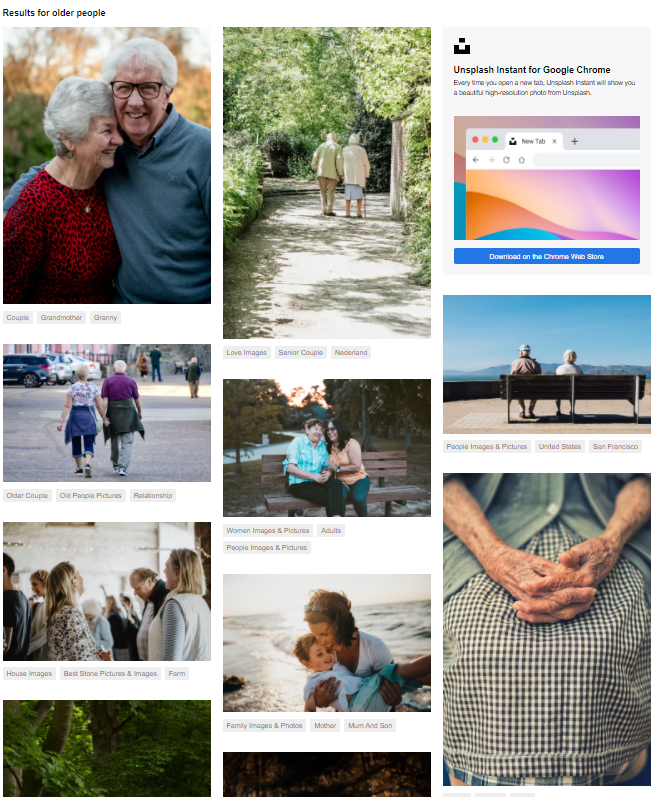 Results for older people
Couple
Grandmother
Granny
Older Couple
Old People Pictures
Relationship
House Images
Best Stone Pictures & Images
Farm
Love Images
Senior Couple
Nederland
Women Images & Pictures
Adults
People Images & Pictures
Family Images & Photos
Mother
Mum And Son
Unsplash Instant for Google Chrome
Every time you open a new tab, Unsplash Instant will show you
a beautiful high-resolution photo from Unsplash.
New Tab
Download on the Chrome Web Store
People Images & Pictures
United States
San Francisco